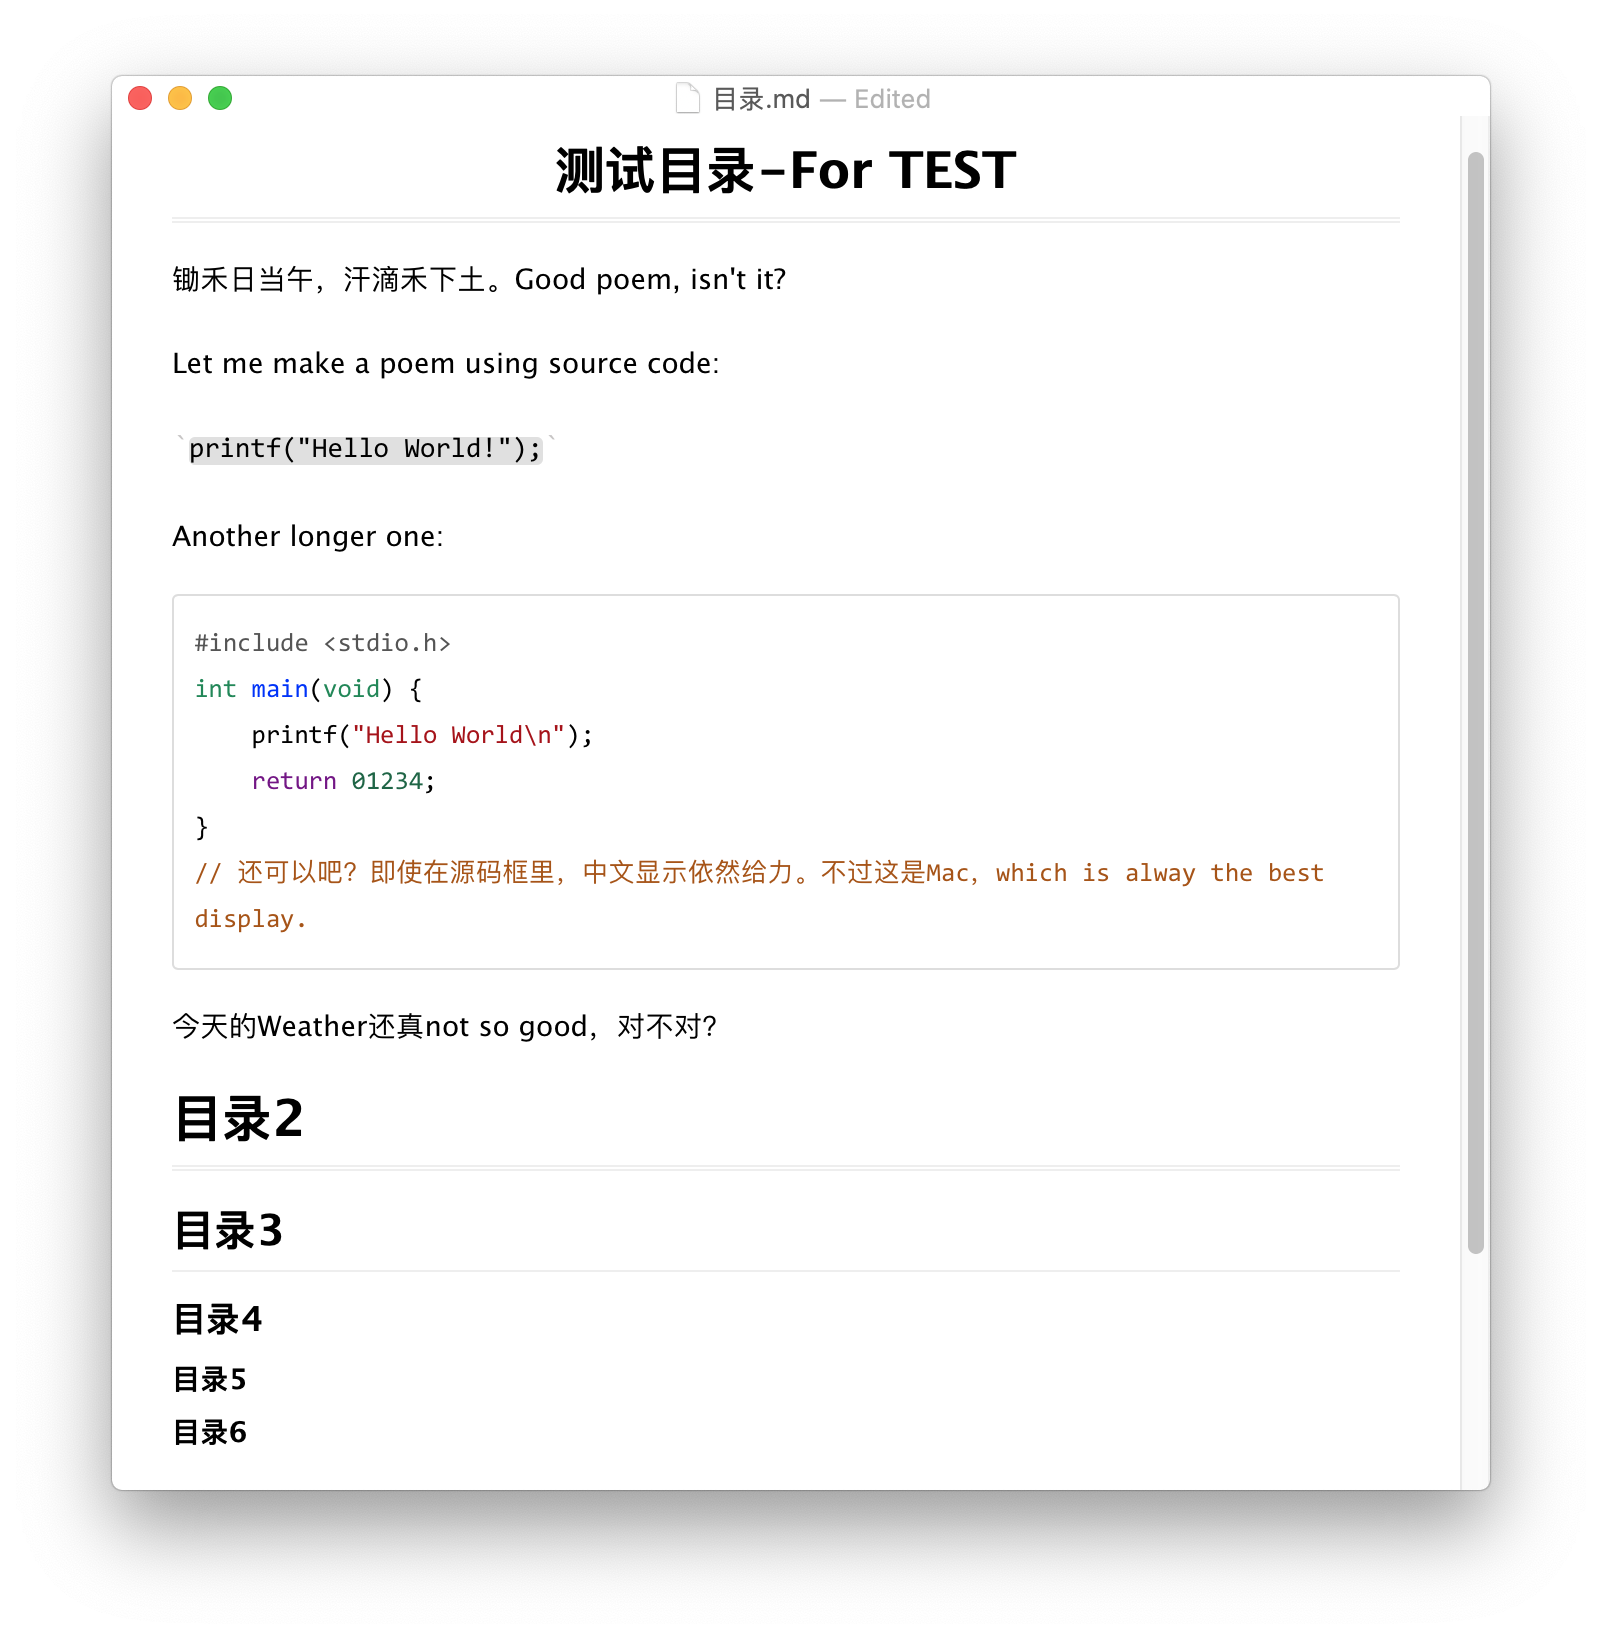 目录.md — Edited
测试目录-For TEST
锄禾日当午，汗滴禾下土。Good poem, isn't it?
Let me make a poem using source code:
`printf("Hello World!");`
Another longer one:
#include <stdio.h>
int main(void) {
    printf("Hello World\n");
    return 01234;
}
// 还可以吧？即使在源码框里，中文显示依然给力。不过这是Mac，which is alway the best
display.
今天的Weather还真not so good，对不对？
目录2
目录3
目录4
目录5
目录6